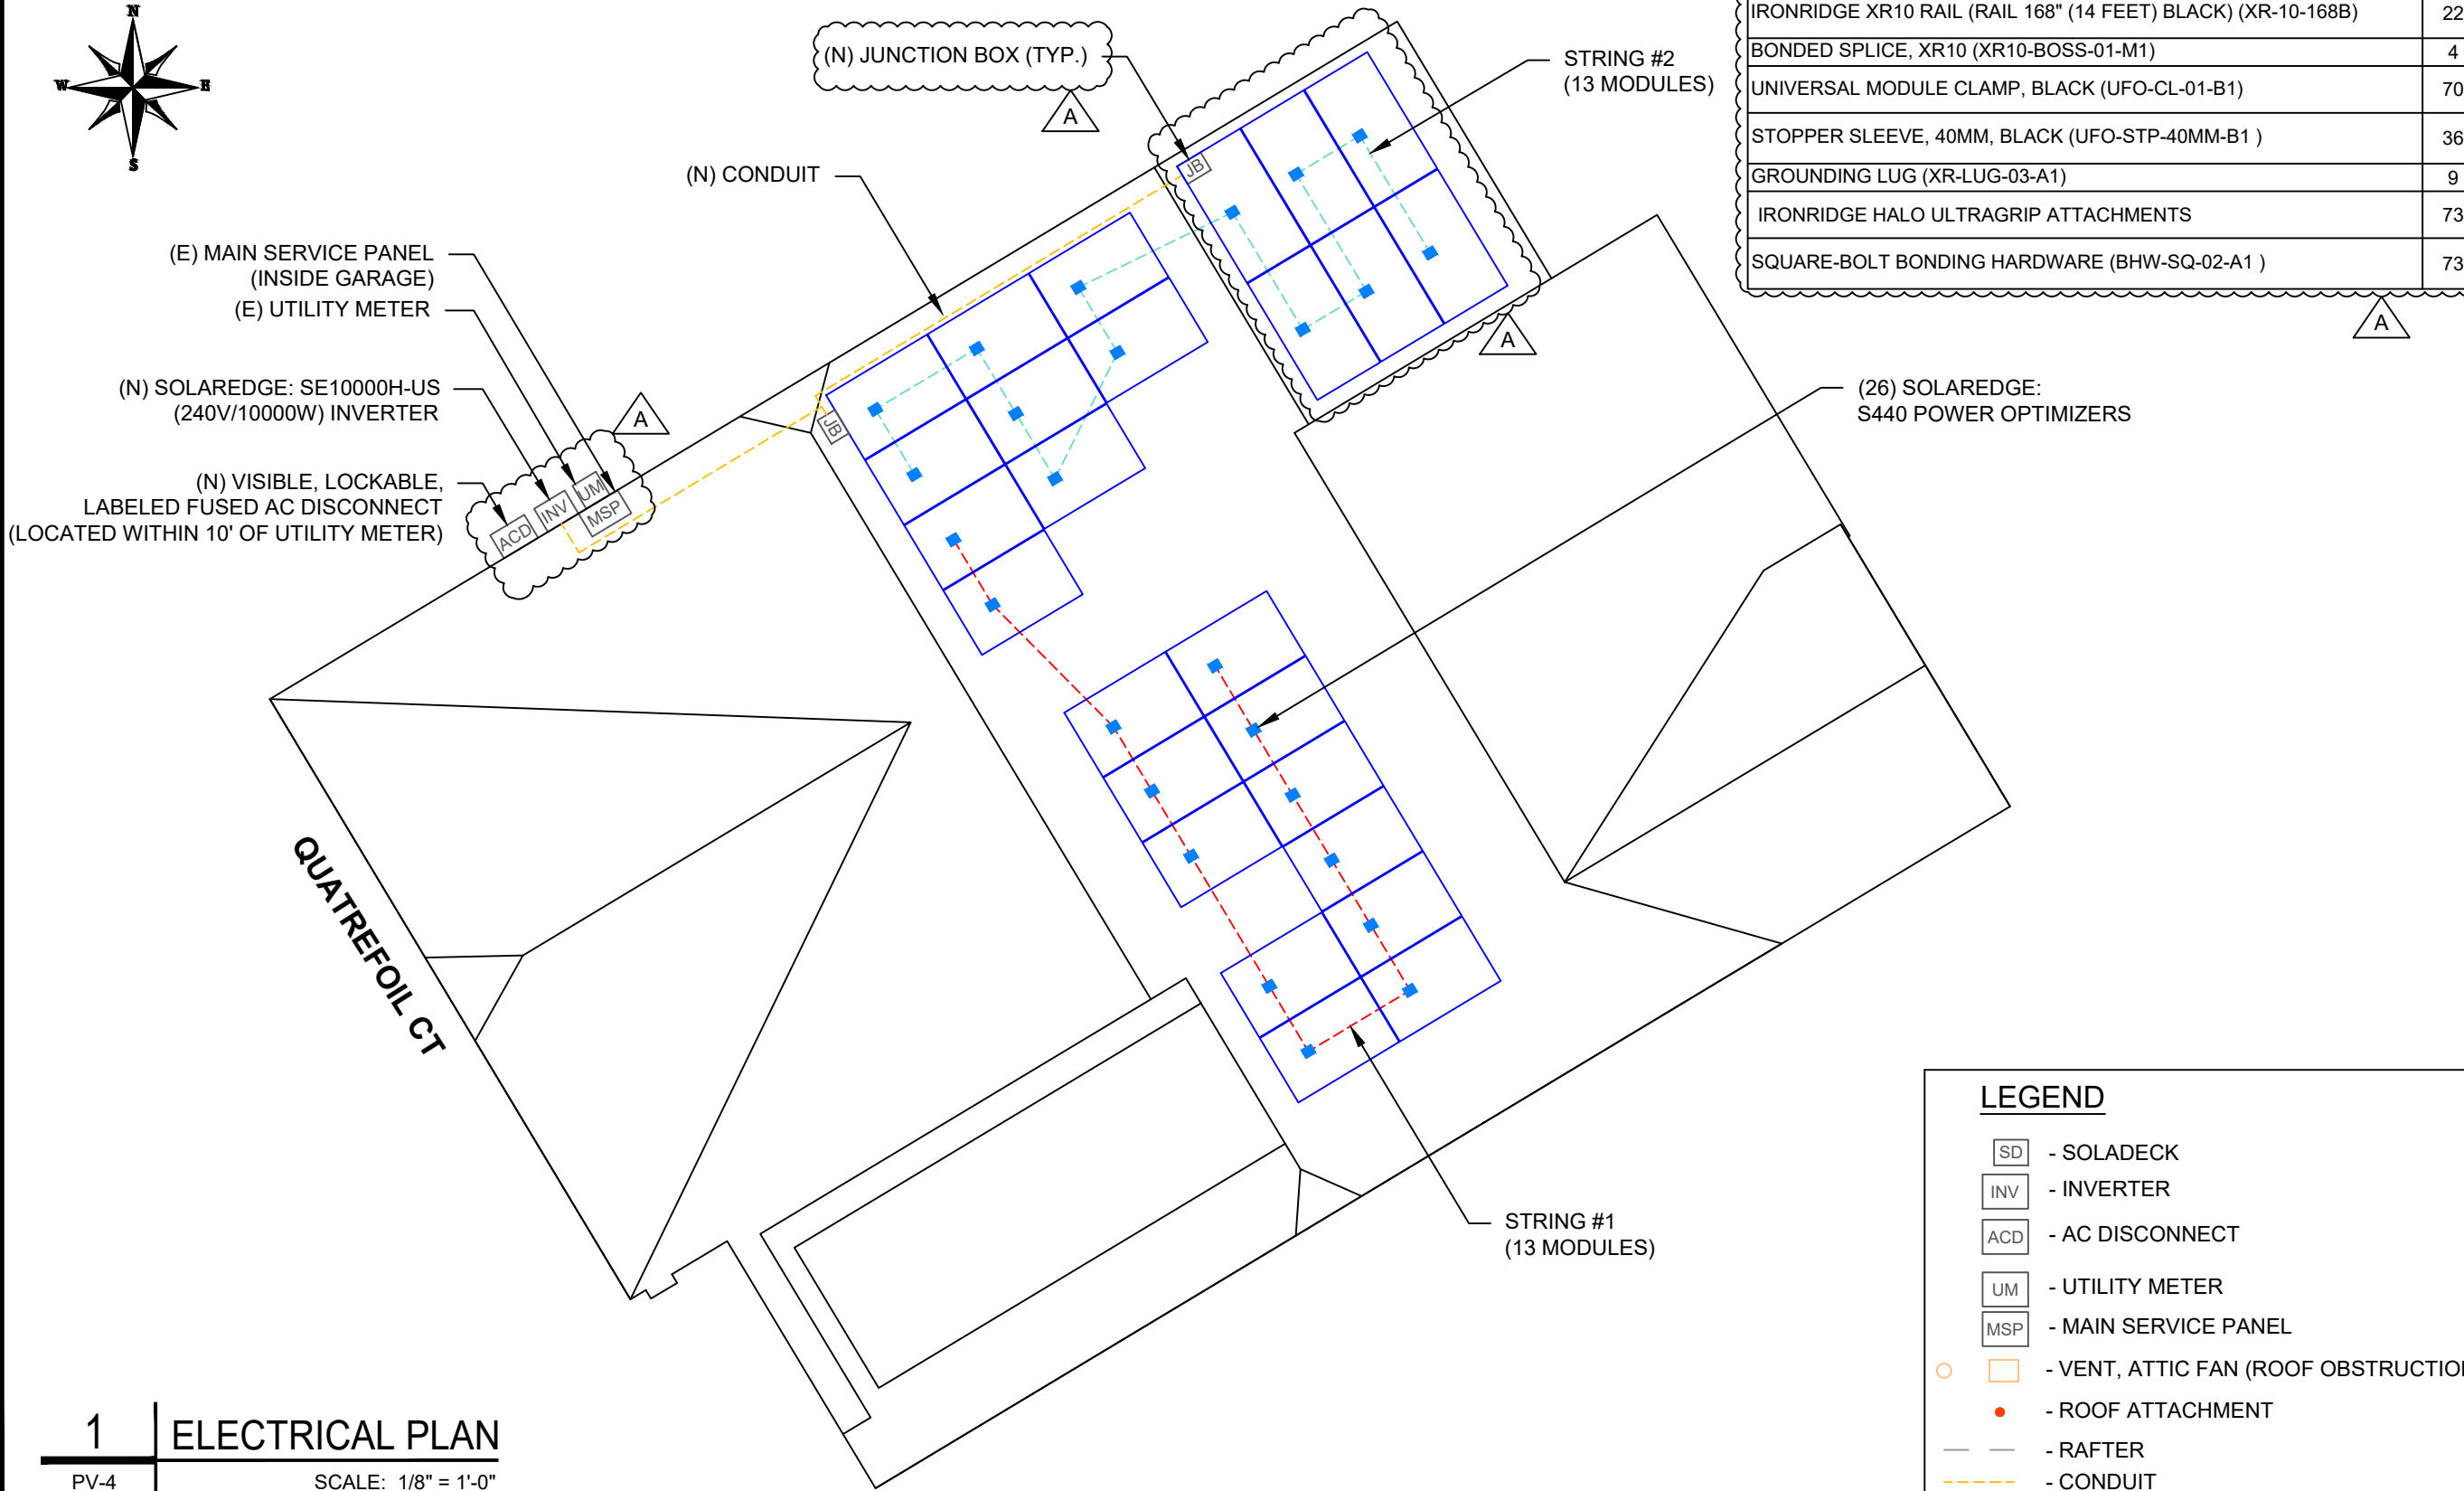 N
W
E
S
(N) JUNCTION BOX (TYP.)
A
STRING #2
(13 MODULES)
JB
IRONRIDGE XR10 RAIL (RAIL 168" (14 FEET) BLACK) (XR-10-168B) 22
BONDED SPLICE, XR10 (XR10-BOSS-01-M1) 4
UNIVERSAL MODULE CLAMP, BLACK (UFO-CL-01-B1) 70
STOPPER SLEEVE, 40MM, BLACK (UFO-STP-40MM-B1 ) 36
GROUNDING LUG (XR-LUG-03-A1) 9
IRONRIDGE HALO ULTRAGRIP ATTACHMENTS 73
SQUARE-BOLT BONDING HARDWARE (BHW-SQ-02-A1 ) 73
A
A
(N) CONDUIT
(E) MAIN SERVICE PANEL
(INSIDE GARAGE)
(E) UTILITY METER
(N) SOLAREDGE: SE10000H-US
(240V/10000W) INVERTER
A
(N) VISIBLE, LOCKABLE,
LABELED FUSED AC DISCONNECT
(LOCATED WITHIN 10' OF UTILITY METER)
ACD
INV
UM
MSP
JB
(26) SOLAREDGE:
S440 POWER OPTIMIZERS
QUATREFOIL CT
STRING #1
(13 MODULES)
LEGEND
SD - SOLADECK
INV - INVERTER
ACD - AC DISCONNECT
UM - UTILITY METER
MSP - MAIN SERVICE PANEL
- VENT, ATTIC FAN (ROOF OBSTRUCTION
- ROOF ATTACHMENT
- RAFTER
- CONDUIT
1
ELECTRICAL PLAN
PV-4
SCALE: 1/8" = 1'-0"